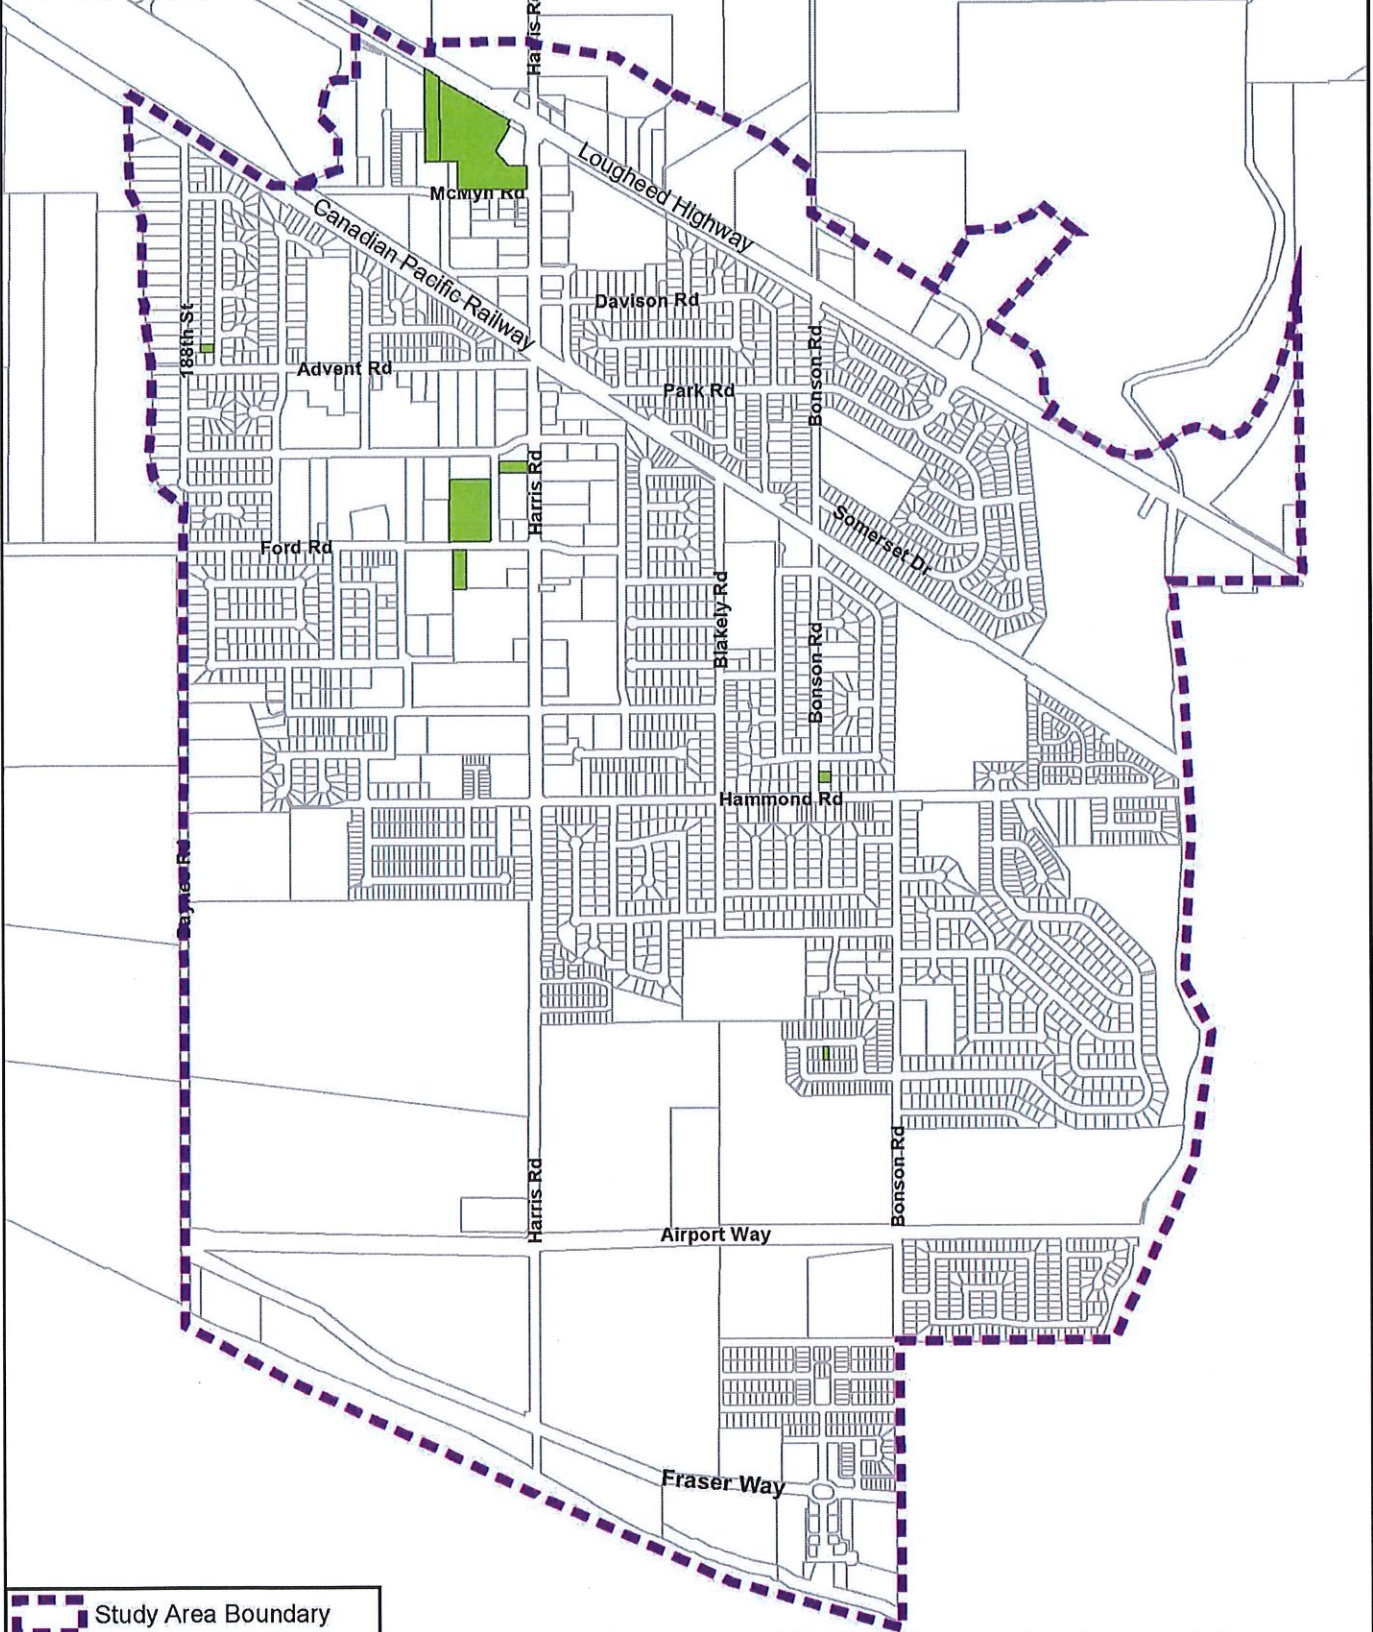 Harris Rd
Lougheed Highway
McMyn Rd
Canadian Pacific Railway
Davison Rd
188th St
Bonson Rd
Advent Rd
Park Rd
Harris Rd
Somerset Dr
Ford Rd
Blakely Rd
Bonson Rd
Hammond Rd
Baynes Rd
Bonson Rd
Harris Rd
Airport Way
Fraser Way
Study Area Boundary